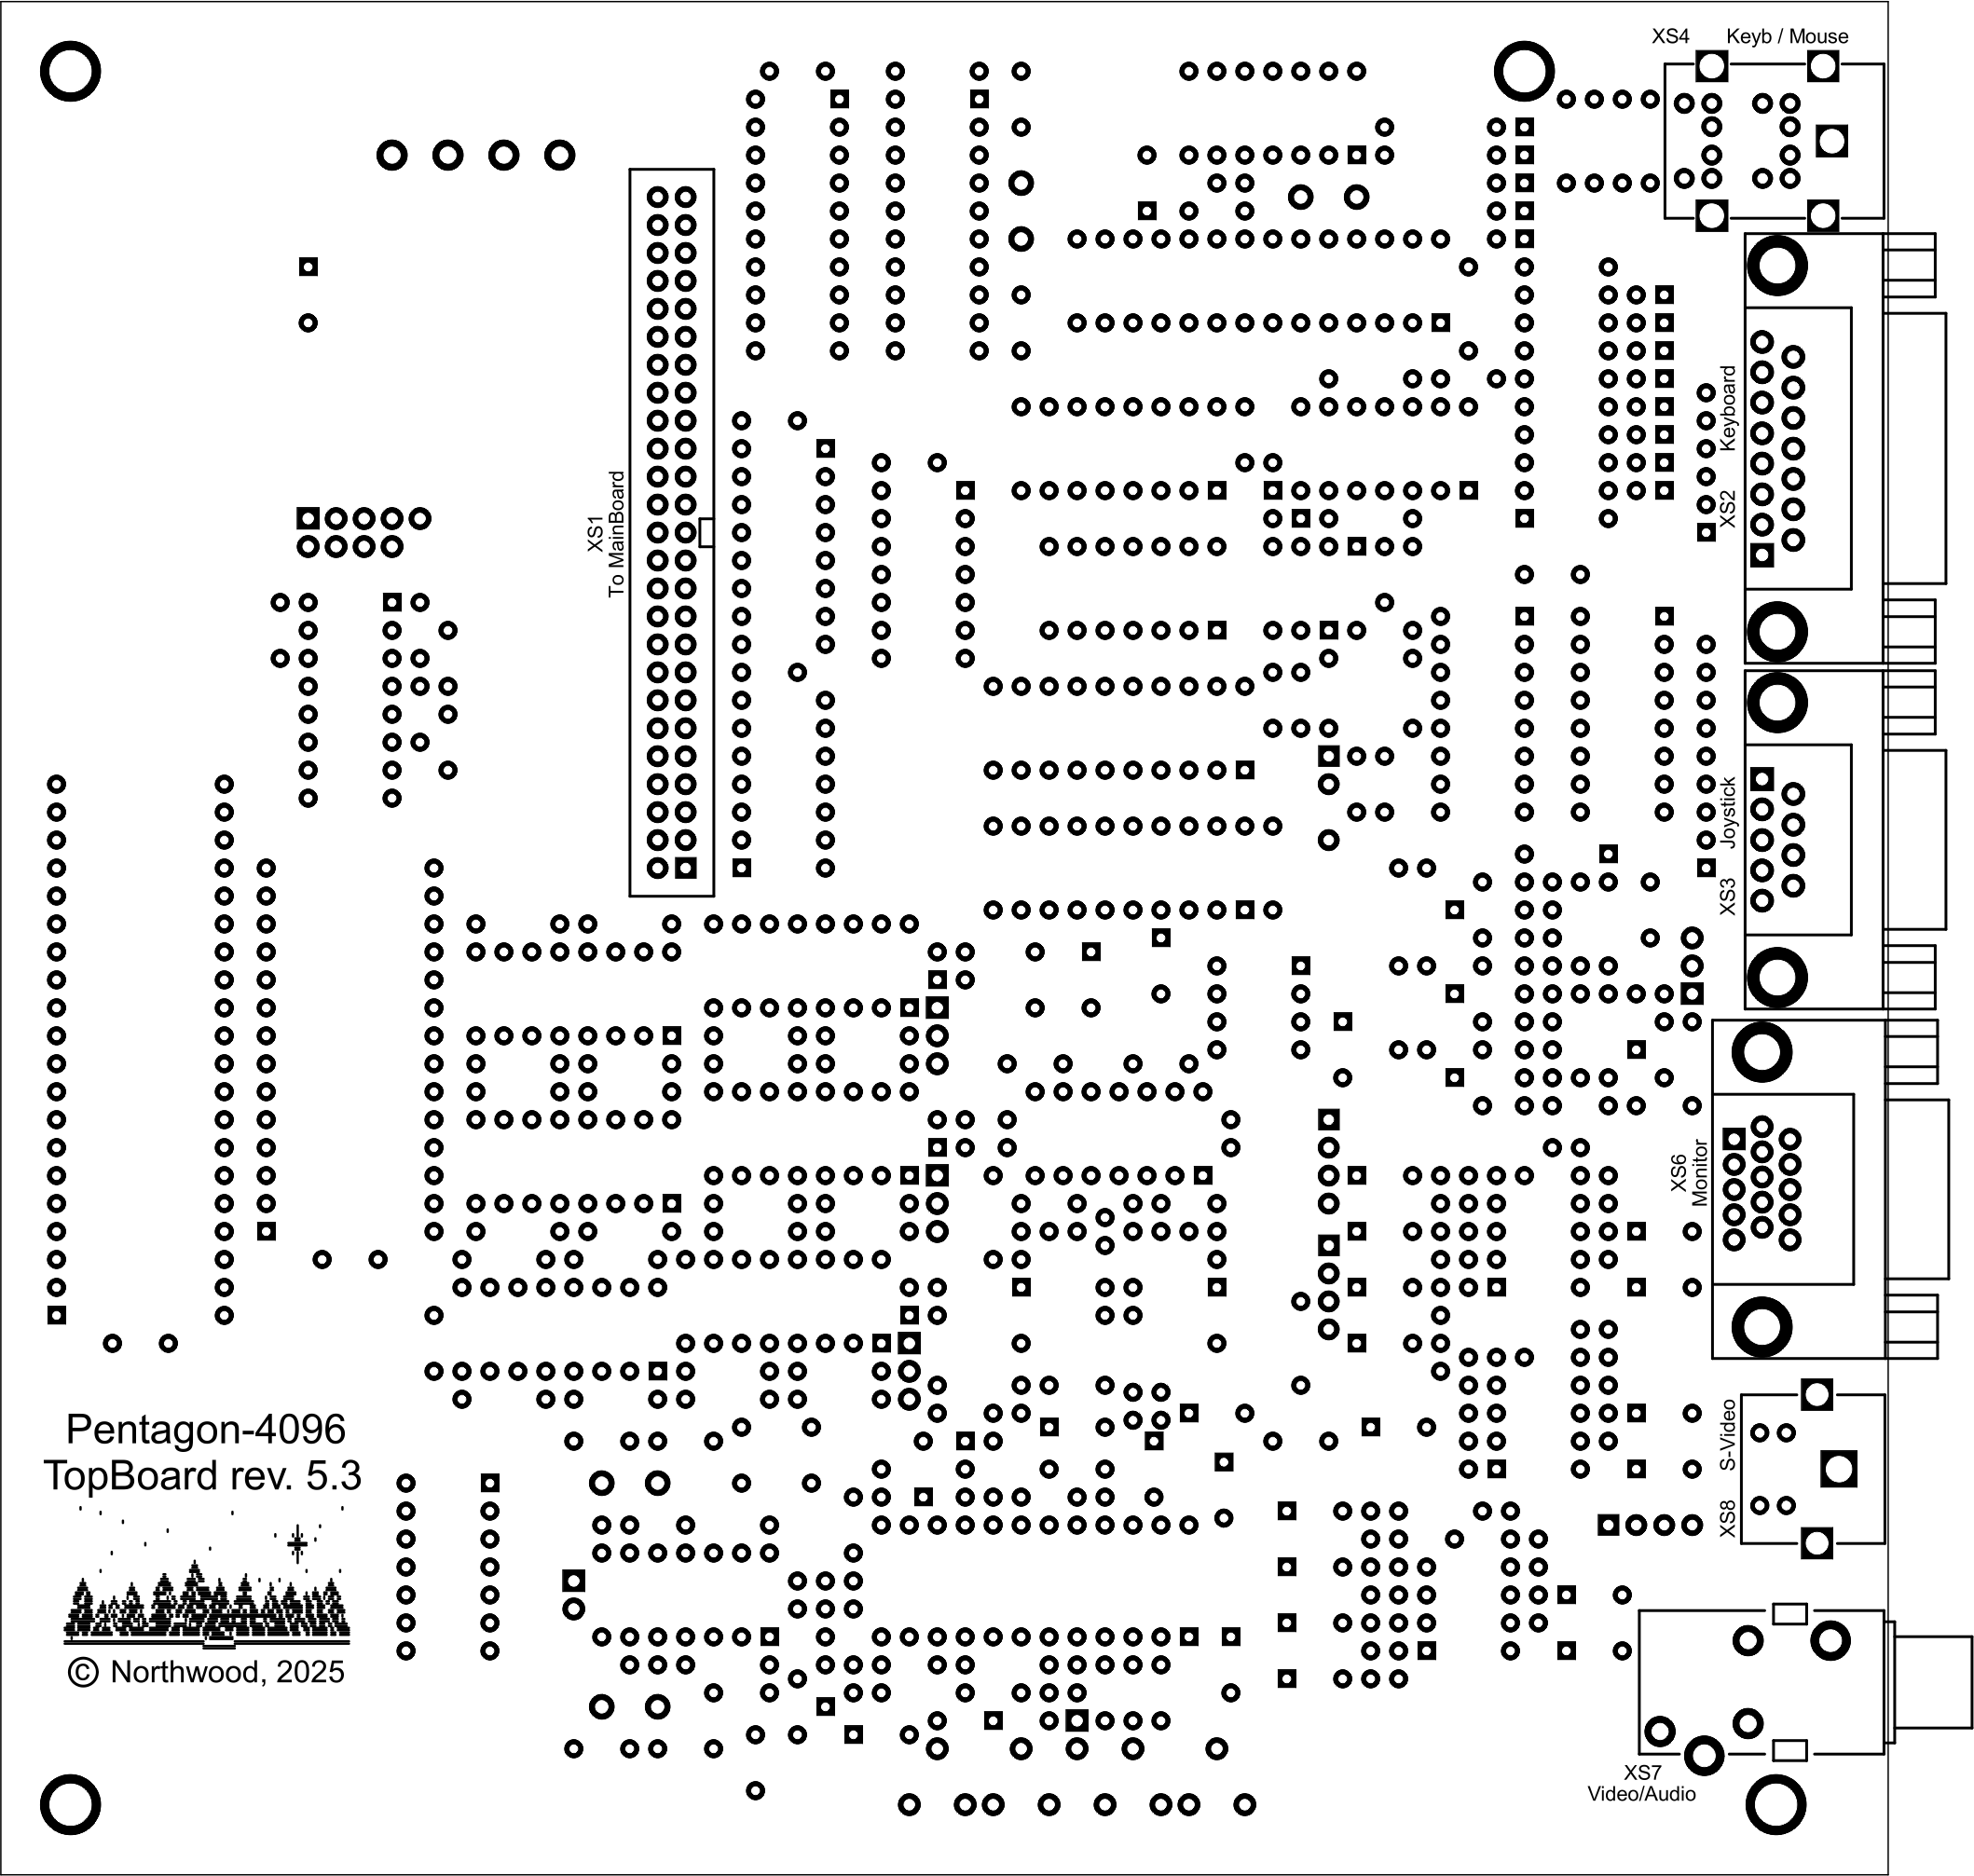 XS4 Keyb / Mouse
XS1
To MainBoard
XS2 Keyboard
XS3 Joystick
XS6
Monitor
XS8 S-Video
Pentagon-4096
TopBoard rev. 5.3
© Northwood, 2025
XS7
Video/Audio